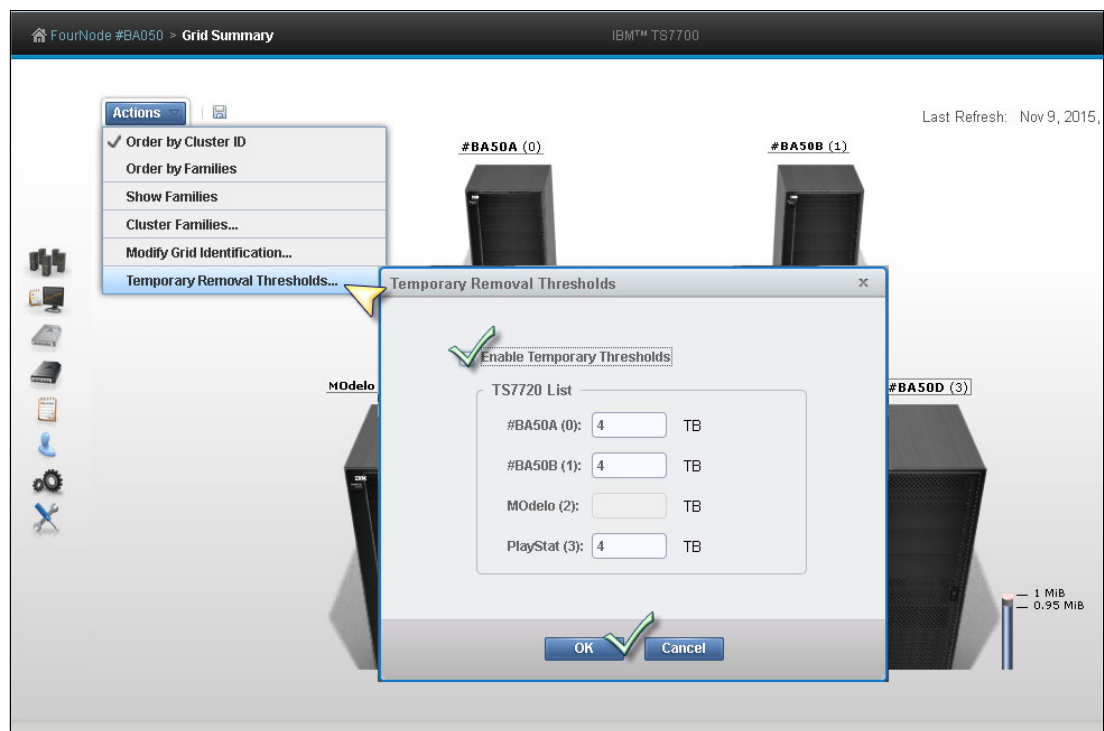 FourNode #BA050 > Grid Summary
IBM™ TS7700
Actions
Last Refresh: Nov 9, 2015,
Order by Cluster ID
Order by Families
Show Families
Cluster Families...
Modify Grid Identification...
Temporary Removal Thresholds...
#BA50A (0)
#BA50B (1)
Temporary Removal Thresholds x
Enable Temporary Thresholds
MOdelo
#BA50D (3)
TS7720 List
#BA50A (0): 4 TB
#BA50B (1): 4 TB
MOdelo (2): TB
PlayStat (3): 4 TB
1 MiB
0.95 MiB
OK
Cancel